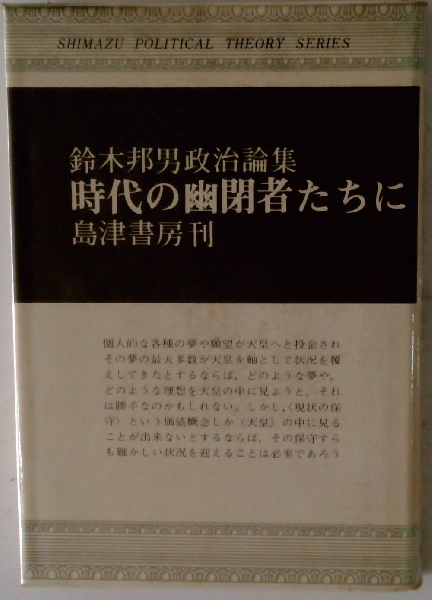 SHIMAZU POLITICAL THEORY SERIES
鈴木邦男政治論集
時代の幽閉者たちに
島津書房刊
個人的な各種の夢や願望が天皇へと投企され
その夢の最大多数が天皇を軸として状況を覆
えしてきたとするならば、どのような夢や、
どのような理想を天皇の中に見ようと、それ
は勝手なのかもしれない。しかし、〈現状の保
守〉という価値概念しか〈天皇〉の中に見る
ことが出来ないとするならば、その保守すら
も難かしい状況を迎えることは必至であろう